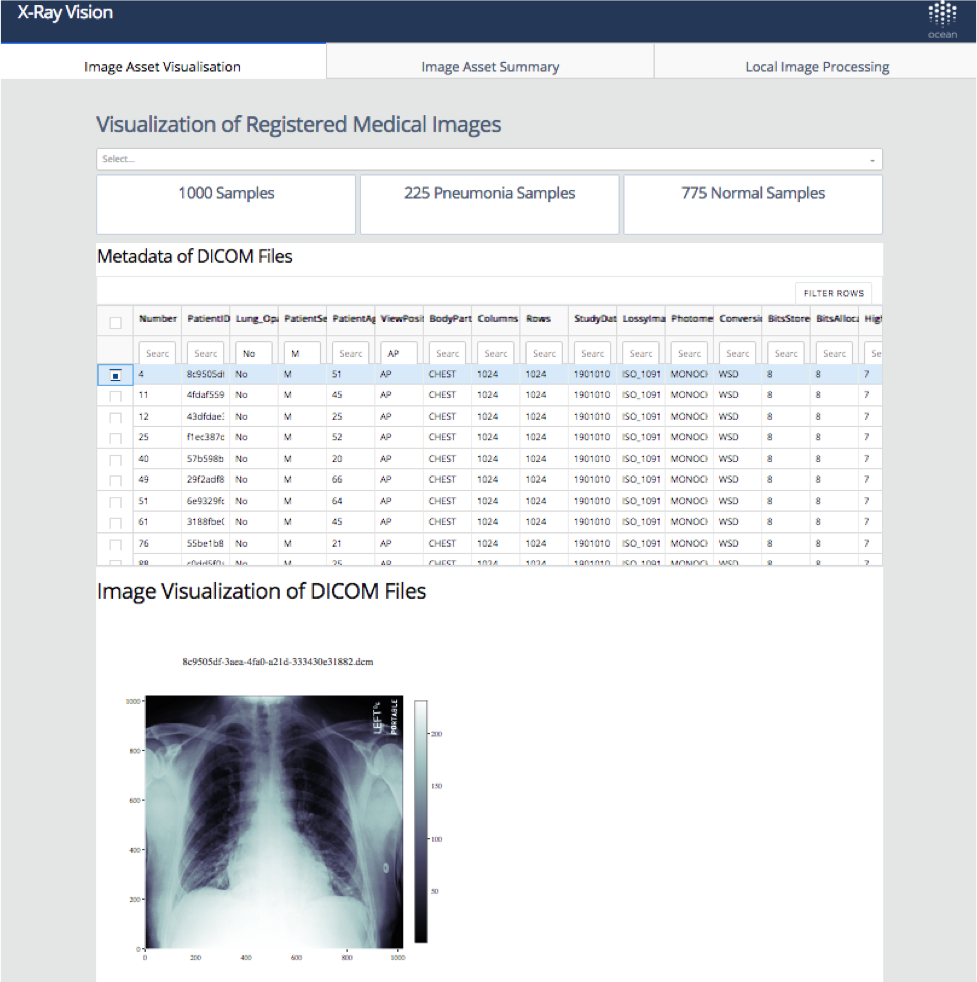 X-Ray Vision
ocean
Image Asset Visualisation Image Asset Summary Local Image Processing
Visualization of Registered Medical Images
Select...
1000 Samples 225 Pneumonia Samples 775 Normal Samples
Metadata of DICOM Files
FILTER ROWS
Number PatientID Lung_Opa PatientSe PatientAg ViewPosit BodyPart Columns Rows StudyDat LossyIma Photome Conversio BitsStore BitsAlloca High
Searc Searc No M Searc AP Searc Searc Searc Searc Searc Searc Searc Searc Searc Se
4 8c9505df No M 51 AP CHEST 1024 1024 1901010 ISO_1091 MONOCH WSD 8 8 7
11 4fdaf559 No M 45 AP CHEST 1024 1024 1901010 ISO_1091 MONOCH WSD 8 8 7
12 43dfdae No M 25 AP CHEST 1024 1024 1901010 ISO_1091 MONOCH WSD 8 8 7
25 f1ec387c No M 52 AP CHEST 1024 1024 1901010 ISO_1091 MONOCH WSD 8 8 7
40 57b598b No M 20 AP CHEST 1024 1024 1901010 ISO_1091 MONOCH WSD 8 8 7
49 29f2adf8 No M 66 AP CHEST 1024 1024 1901010 ISO_1091 MONOCH WSD 8 8 7
51 6e9329fc No M 64 AP CHEST 1024 1024 1901010 ISO_1091 MONOCH WSD 8 8 7
61 3188fbe No M 45 AP CHEST 1024 1024 1901010 ISO_1091 MONOCH WSD 8 8 7
76 55be1b8 No M 21 AP CHEST 1024 1024 1901010 ISO_1091 MONOCH WSD 8 8 7
88 No M AP CHEST 1024 1024 1901010 ISO_1091 MONOCH WSD 8 8 7
Image Visualization of DICOM Files
8c9505df-3aea-4fa0-a21d-333430e31882.dcm
LEFT
PORTABLE
1000
800
600
400
200
0
0 200 400 600 800 1000
200
150
100
50